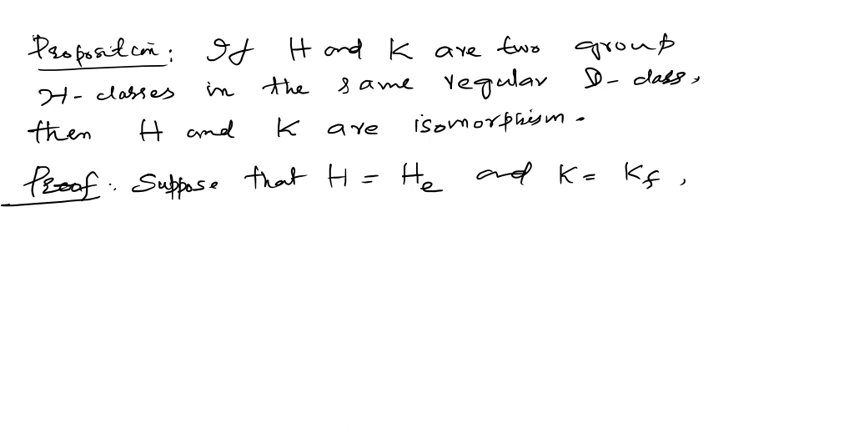 Proposition: If H and K are two group
H-classes in the same regular D-class,
then H and K are isomorphism.
Proof: Suppose that H = He and K = Kf,